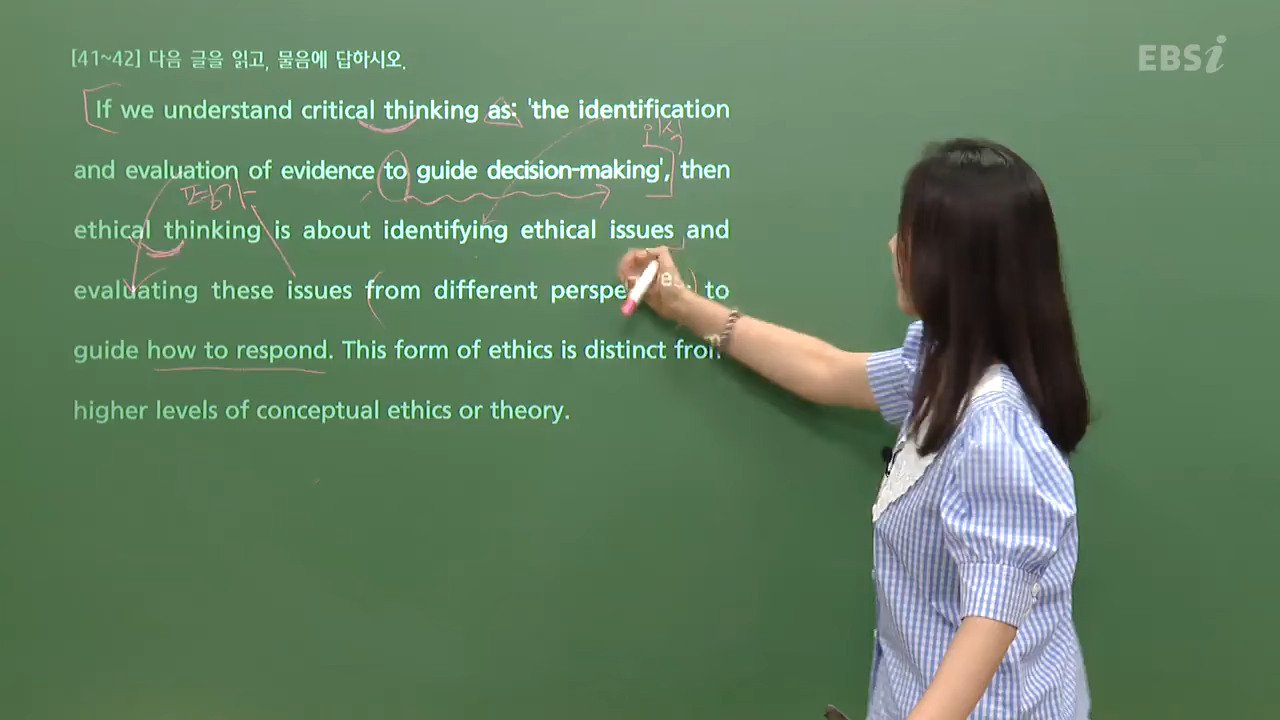 [41~42] 다음 글을 읽고, 물음에 답하시오.
EBSi
If we understand critical thinking as: 'the identification
인식
and evaluation of evidence to guide decision-making', then
평가
ethical thinking is about identifying ethical issues and
evaluating these issues from different to
guide how to respond. This form of ethics is distinct from
higher levels of conceptual ethics or theory.